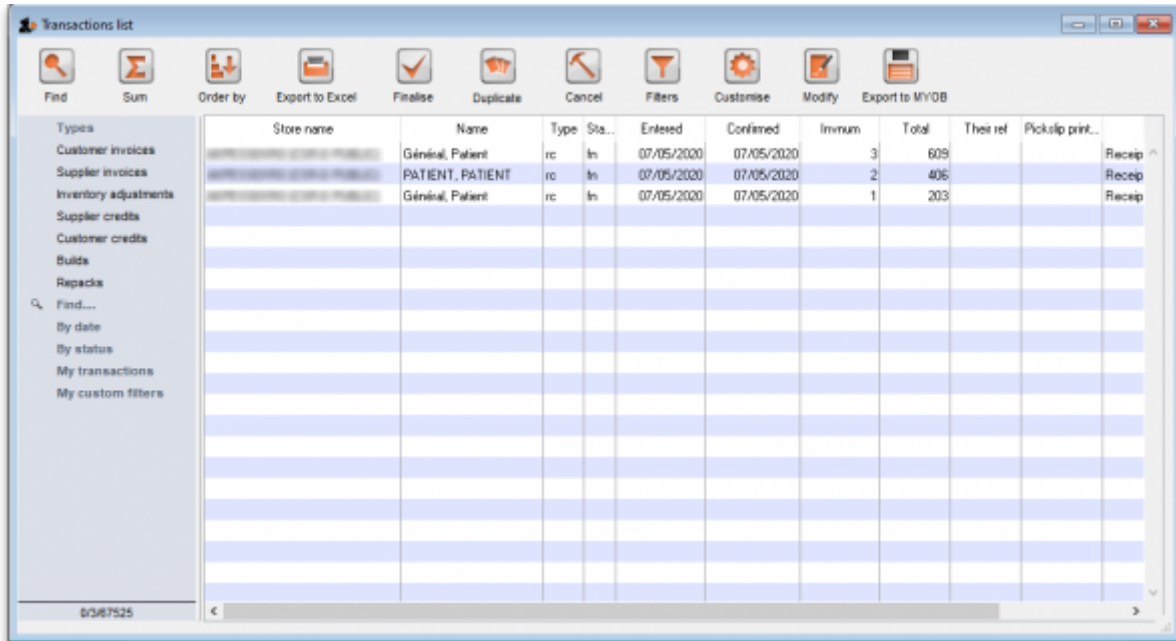 Transactions list
Find Sum Order by Export to Excel Finalise Duplicate Cancel Filters Customise Modify Export to MYOB
Types
Customer invoices
Supplier invoices
Inventory adjustments
Supplier credits
Customer credits
Builds
Repacks
Find....
By date
By status
My transactions
My custom filters
0/3/67525
Store name Name Type Sta... Entered Confirmed Invnum Total Their ref Pickslip print...
Général, Patient rc fn 07/05/2020 07/05/2020 3 609 Receip
PATIENT, PATIENT rc fn 07/05/2020 07/05/2020 2 406 Receip
Général, Patient rc fn 07/05/2020 07/05/2020 1 203 Receip